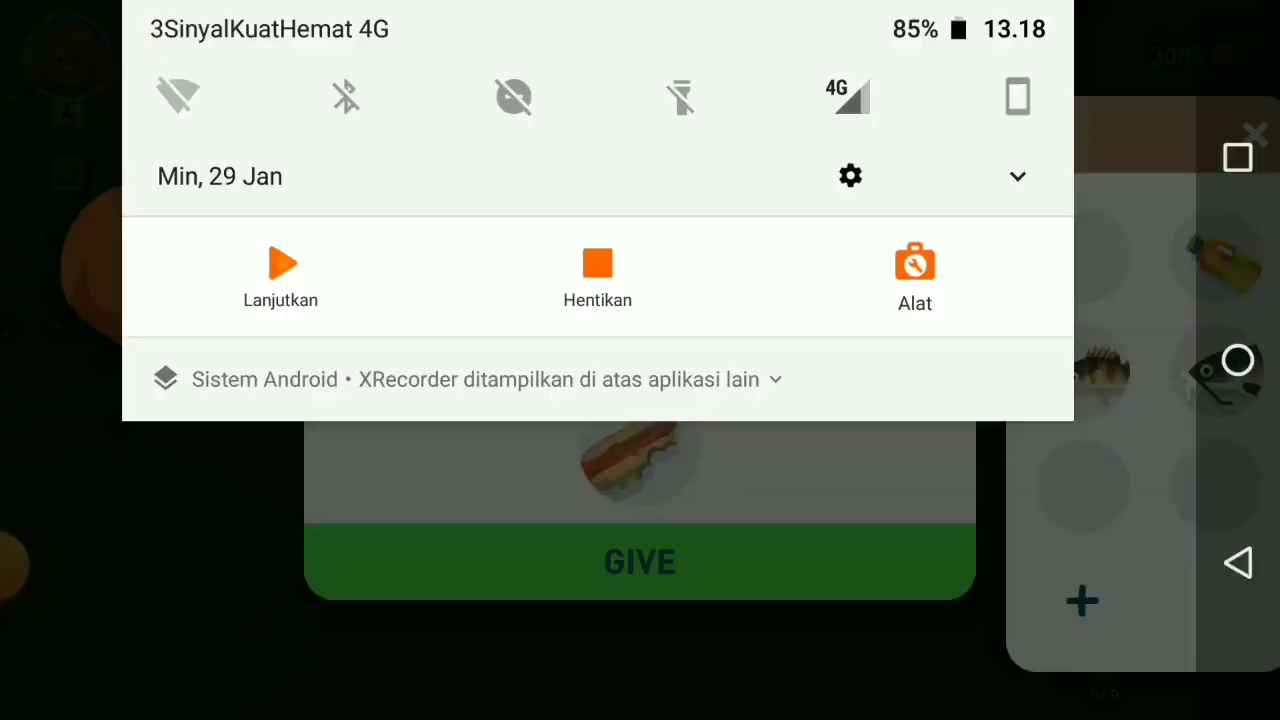 3SinyalKuatHemat 4G
85%
13.18
4G
Min, 29 Jan
Lanjutkan
Hentikan
Alat
Sistem Android • XRecorder ditampilkan di atas aplikasi lain
GIVE